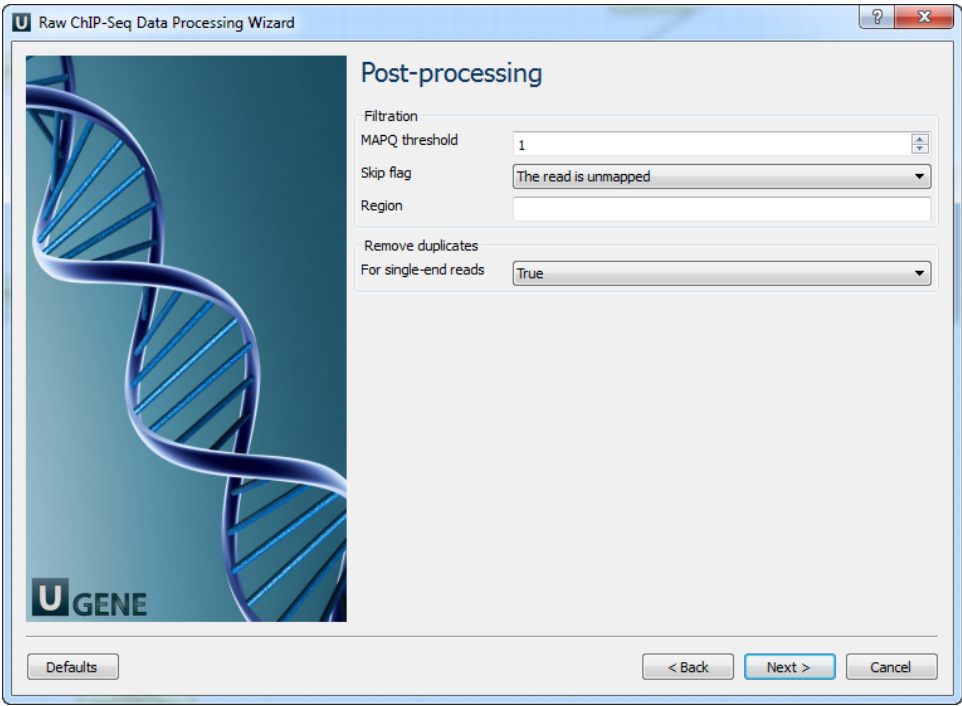 U Raw ChIP-Seq Data Processing Wizard
?
Post-processing
Filtration
MAPQ threshold 1
Skip flag The read is unmapped
Region
Remove duplicates
For single-end reads True
U GENE
Defaults < Back Next > Cancel